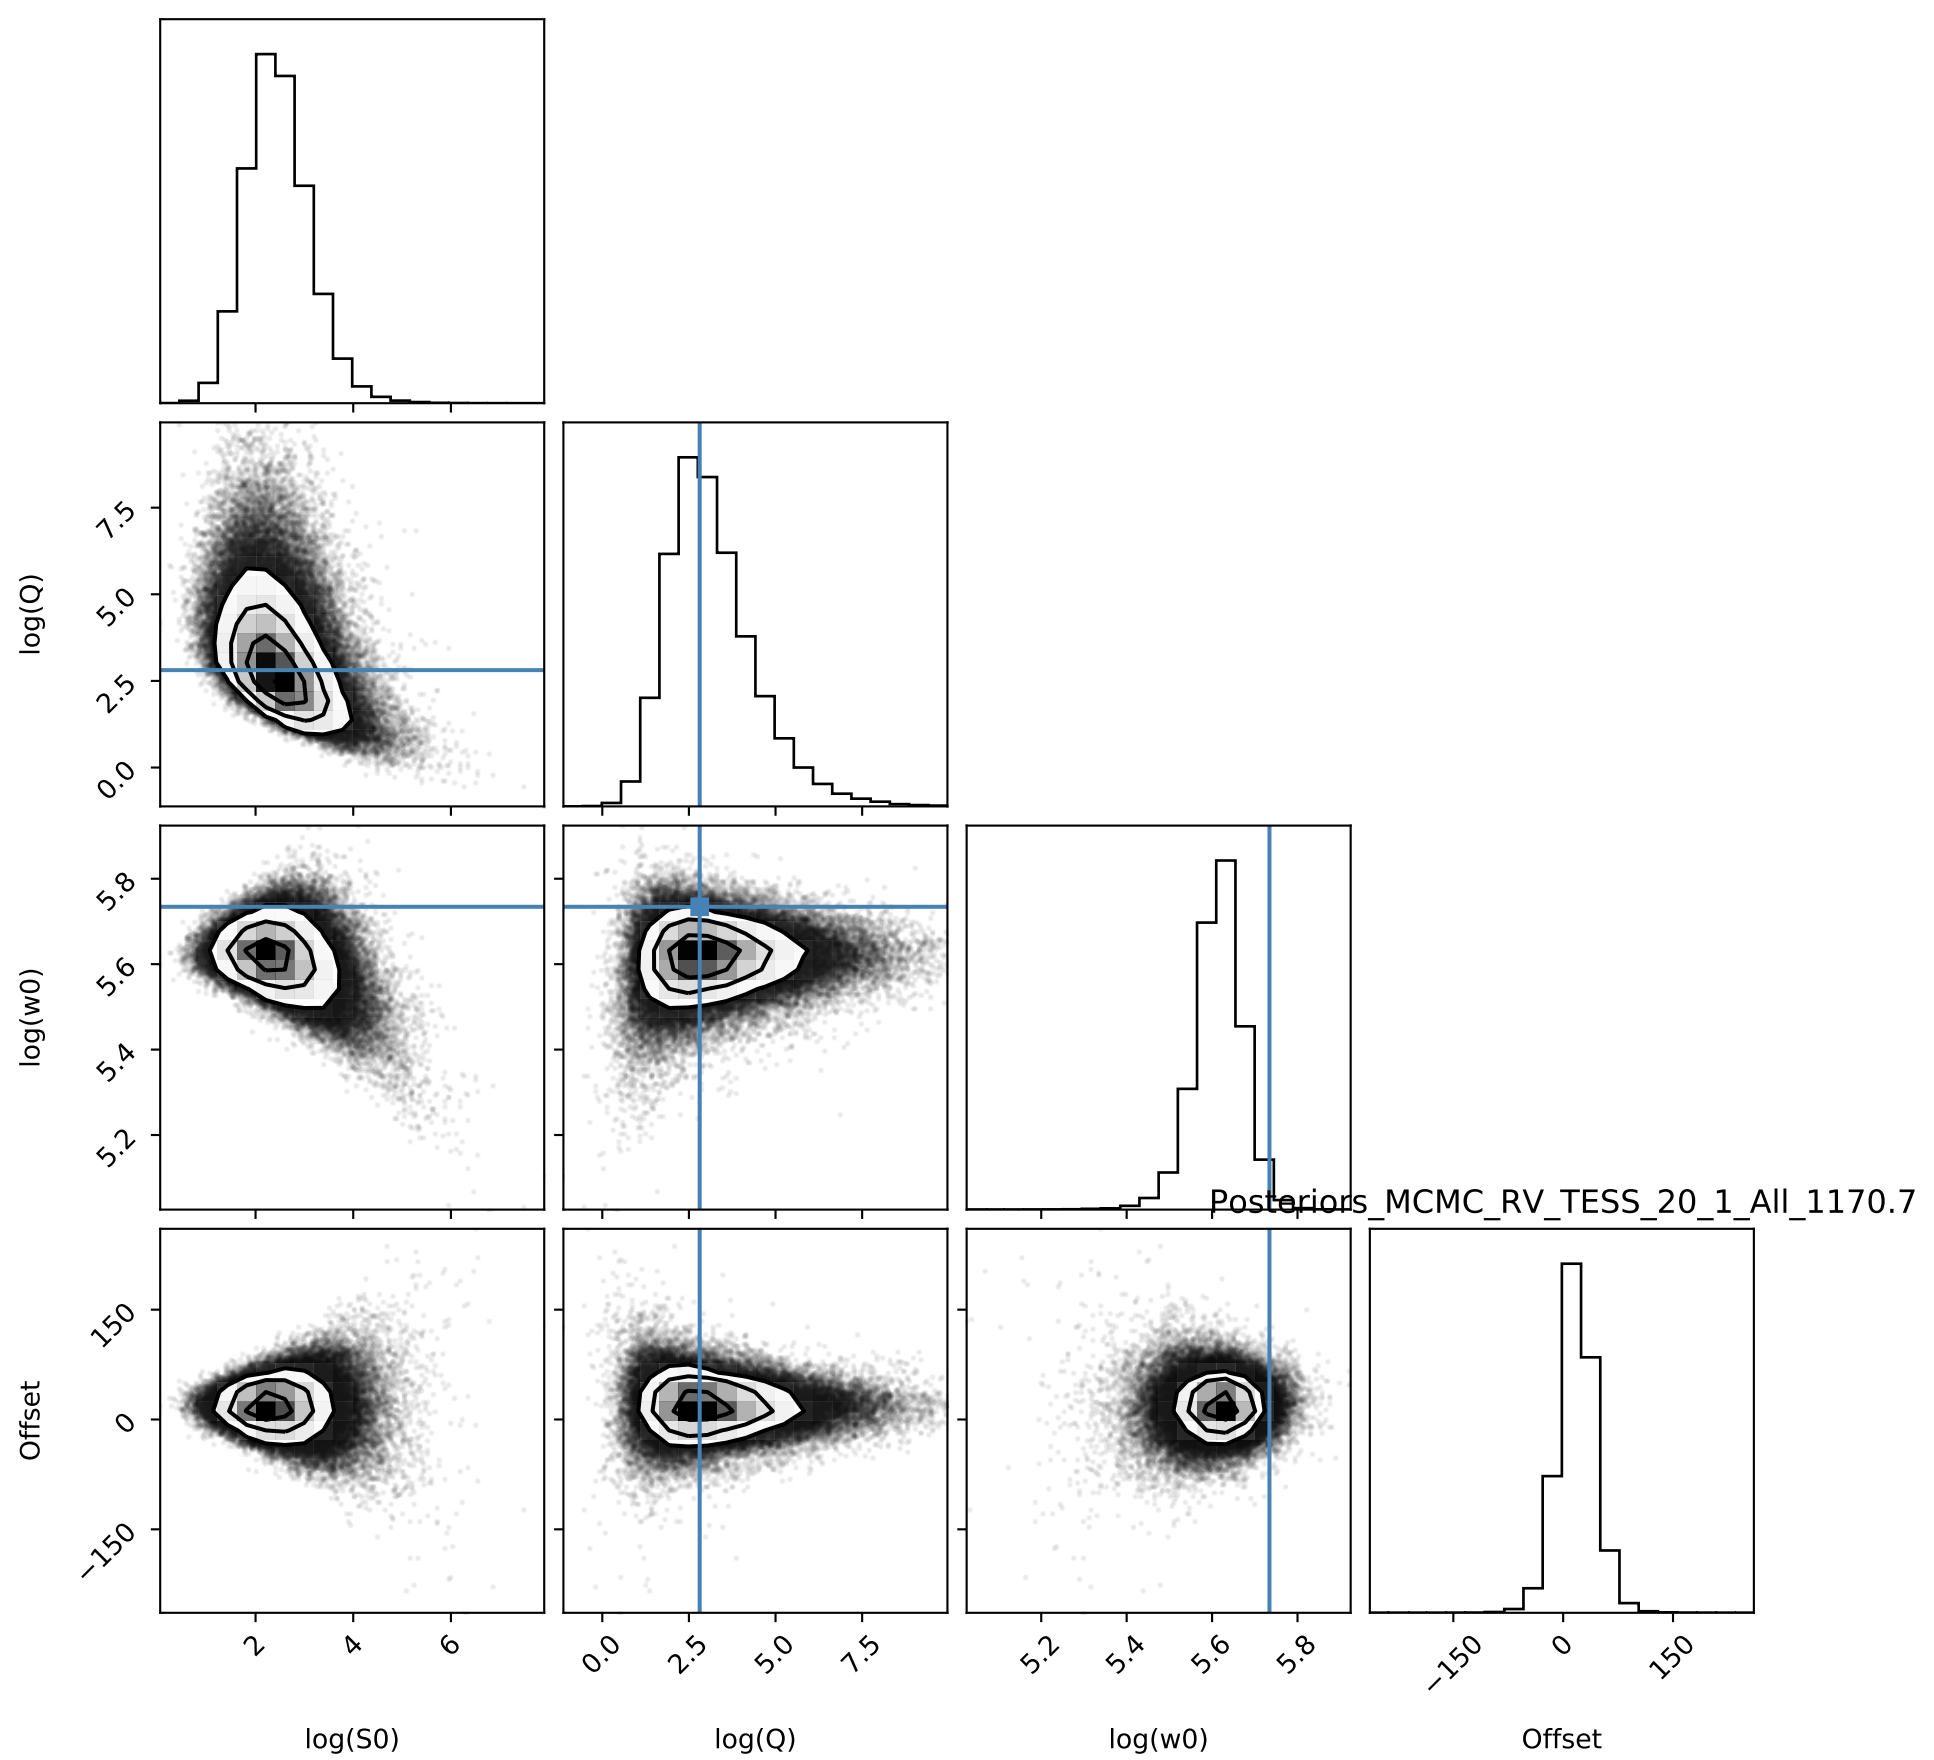 log(Q)
7.5
5.0
2.5
0.0
log(w0)
5.8
5.6
5.4
5.2
Posteriors_MCMC_RV_TESS_20_1_All_1170.7
Offset
150
0
−150
2 4 6
0.0 2.5 5.0 7.5
5.2 5.4 5.6 5.8
−150 0 150
log(S0) log(Q) log(w0) Offset